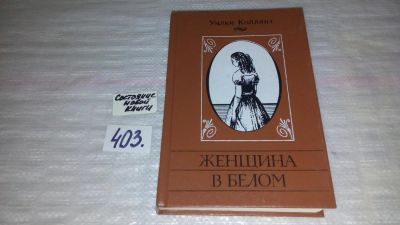 Уилки Коллинз
Состояние
новой
книги
403.
ЖЕНЩИНА
В БЕЛОМ